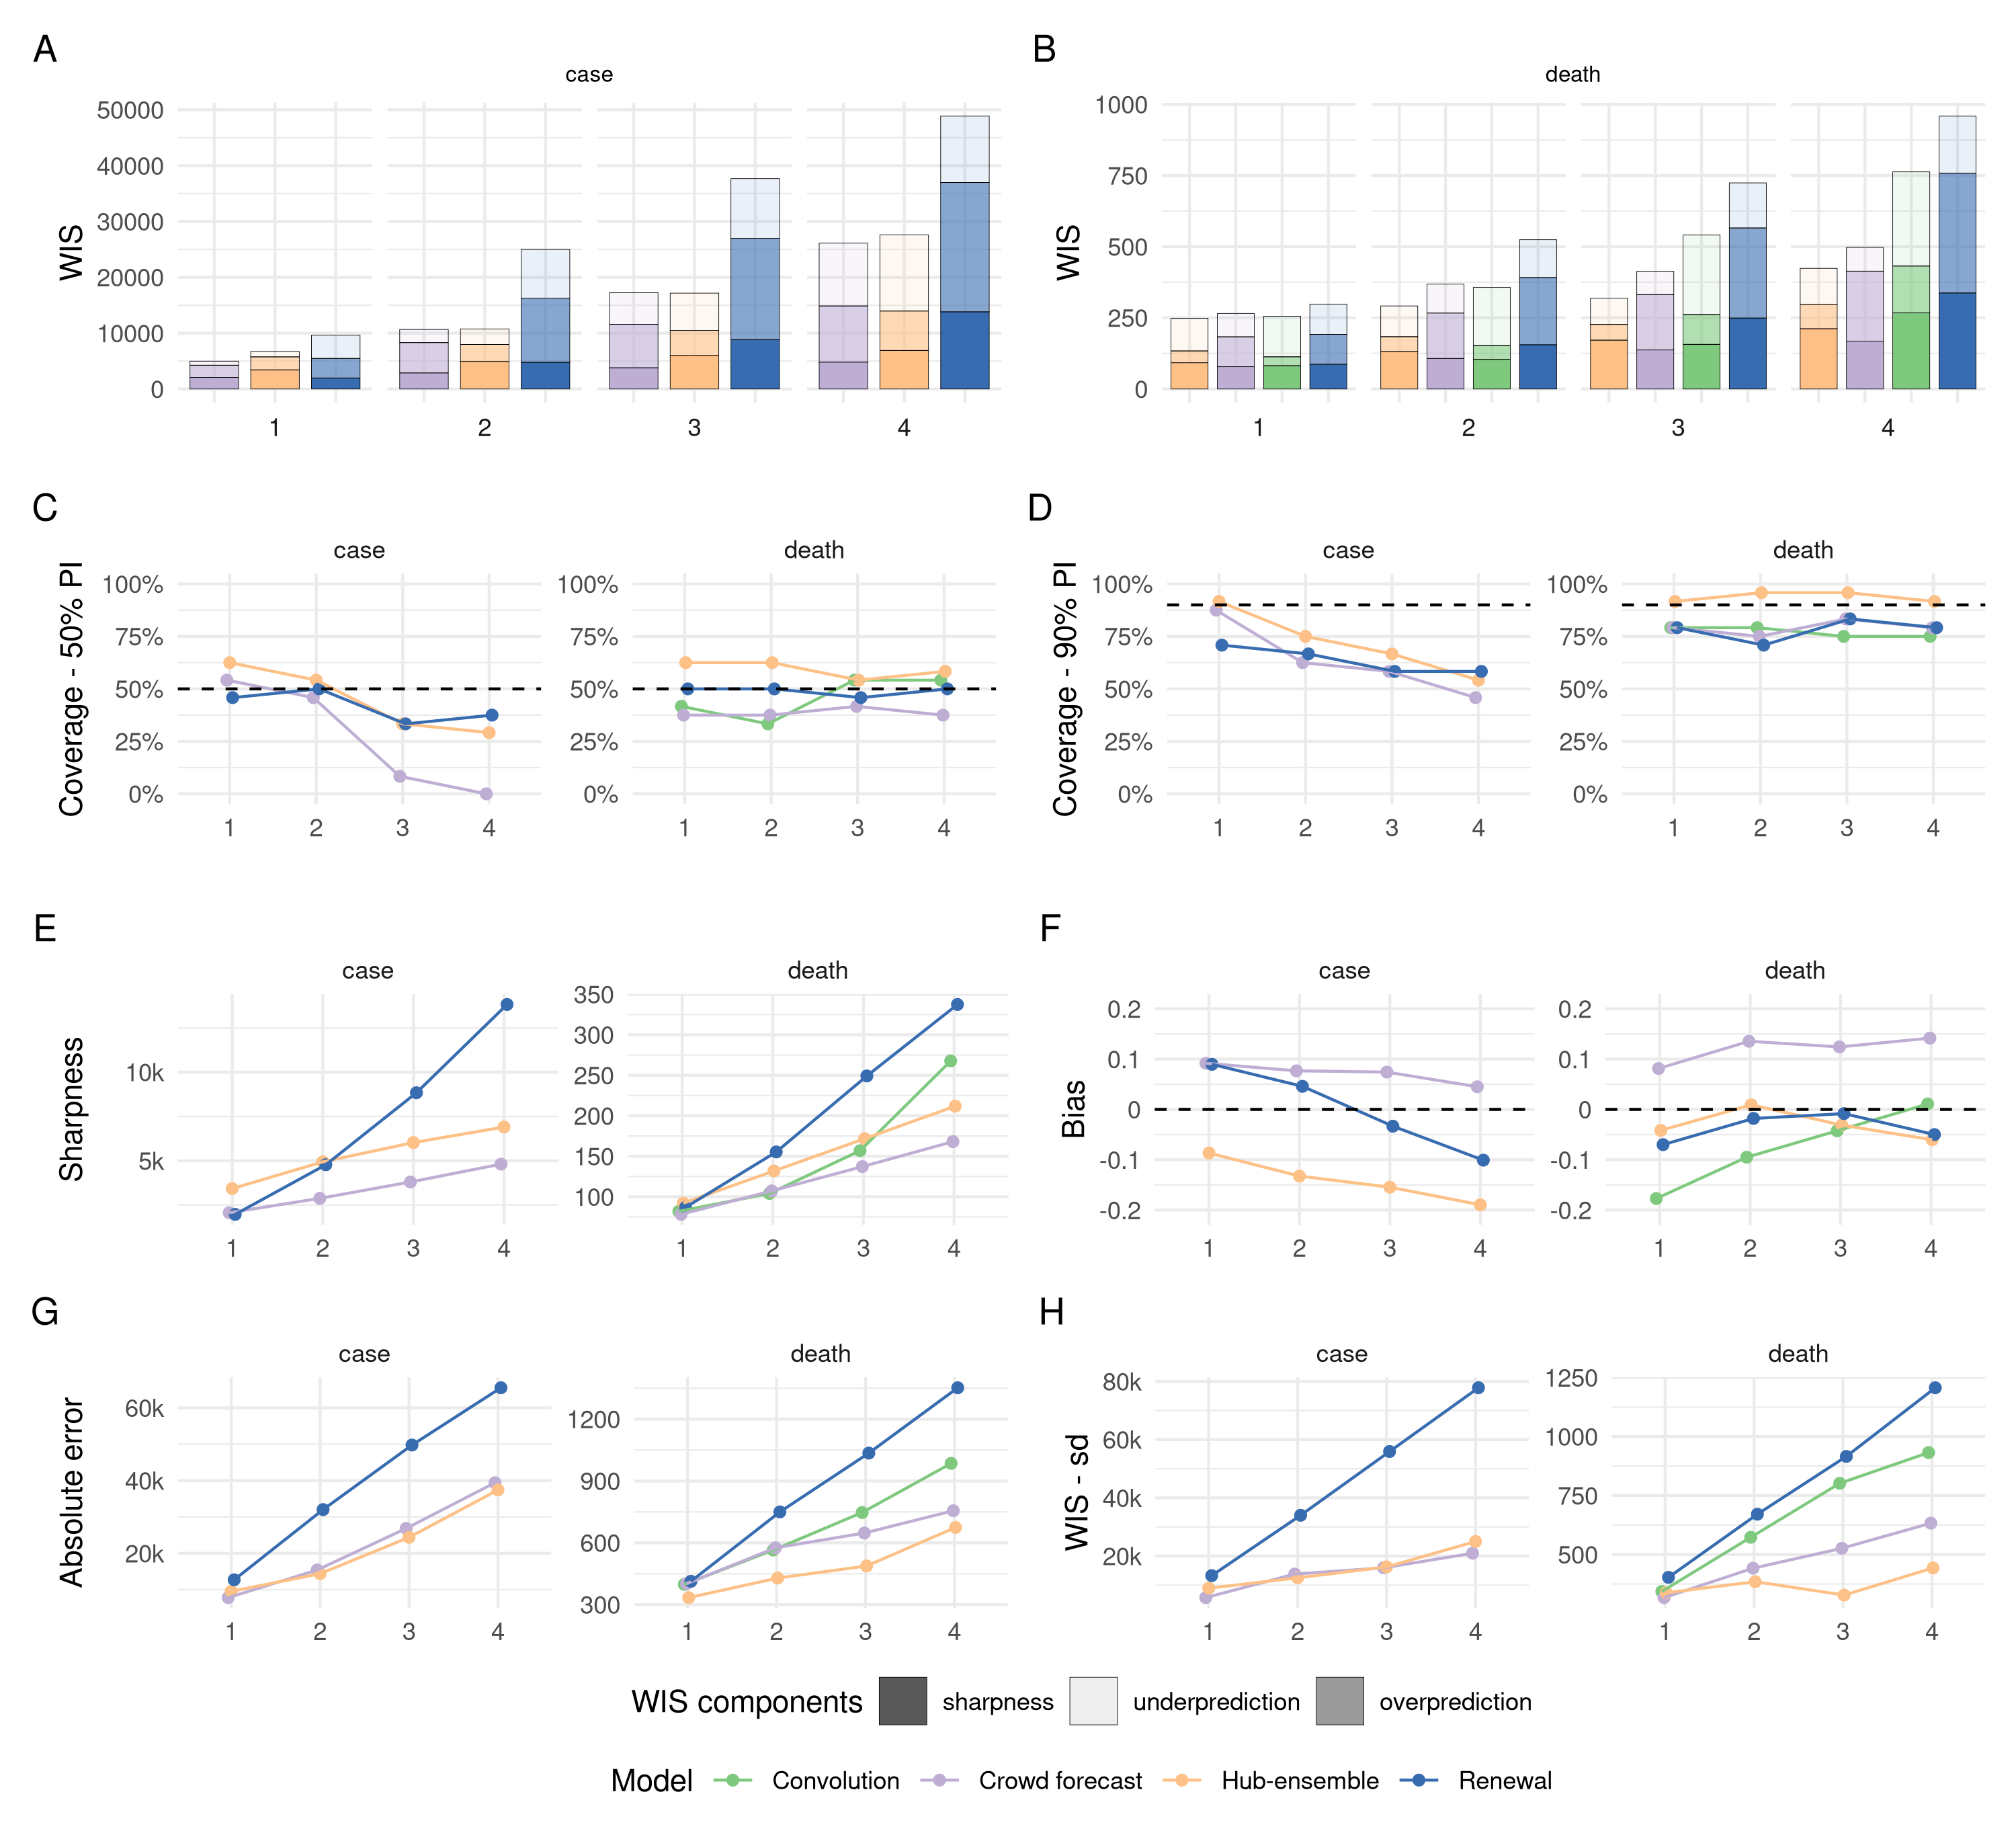 A
B
case
death
WIS
50000
40000
30000
20000
10000
0
1 2 3 4
WIS
1000
750
500
250
0
1 2 3 4
C
D
Coverage - 50% PI
case
100%
75%
50%
25%
0%
1 2 3 4
death
100%
75%
50%
25%
0%
1 2 3 4
Coverage - 90% PI
case
100%
75%
50%
25%
0%
1 2 3 4
death
100%
75%
50%
25%
0%
1 2 3 4
E
F
Sharpness
case
10k
5k
1 2 3 4
death
350
300
250
200
150
100
1 2 3 4
Bias
case
0.2
0.1
0
-0.1
-0.2
1 2 3 4
death
0.2
0.1
0
-0.1
-0.2
1 2 3 4
G
H
Absolute error
case
60k
40k
20k
1 2 3 4
death
1200
900
600
300
1 2 3 4
WIS - sd
case
80k
60k
40k
20k
1 2 3 4
death
1250
1000
750
500
1 2 3 4
WIS components sharpness underprediction overprediction
Model Convolution Crowd forecast Hub-ensemble Renewal